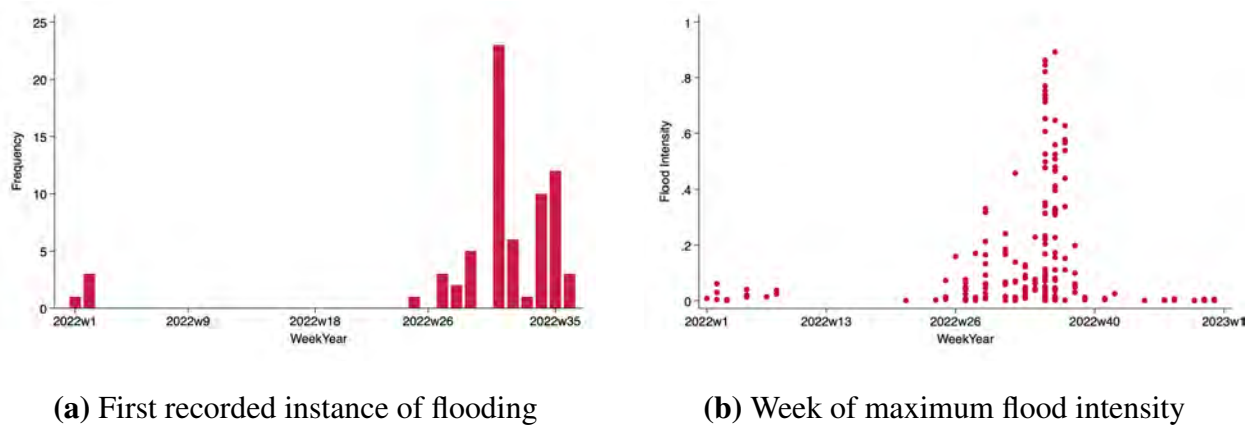 25
20
15
10
5
0
Frequency
2022w1
2022w9
2022w18
2022w26
2022w35
WeekYear
(a) First recorded instance of flooding
1
.8
.6
.4
.2
0
Flood Intensity
2022w1
2022w13
2022w26
2022w40
2023w1
WeekYear
(b) Week of maximum flood intensity